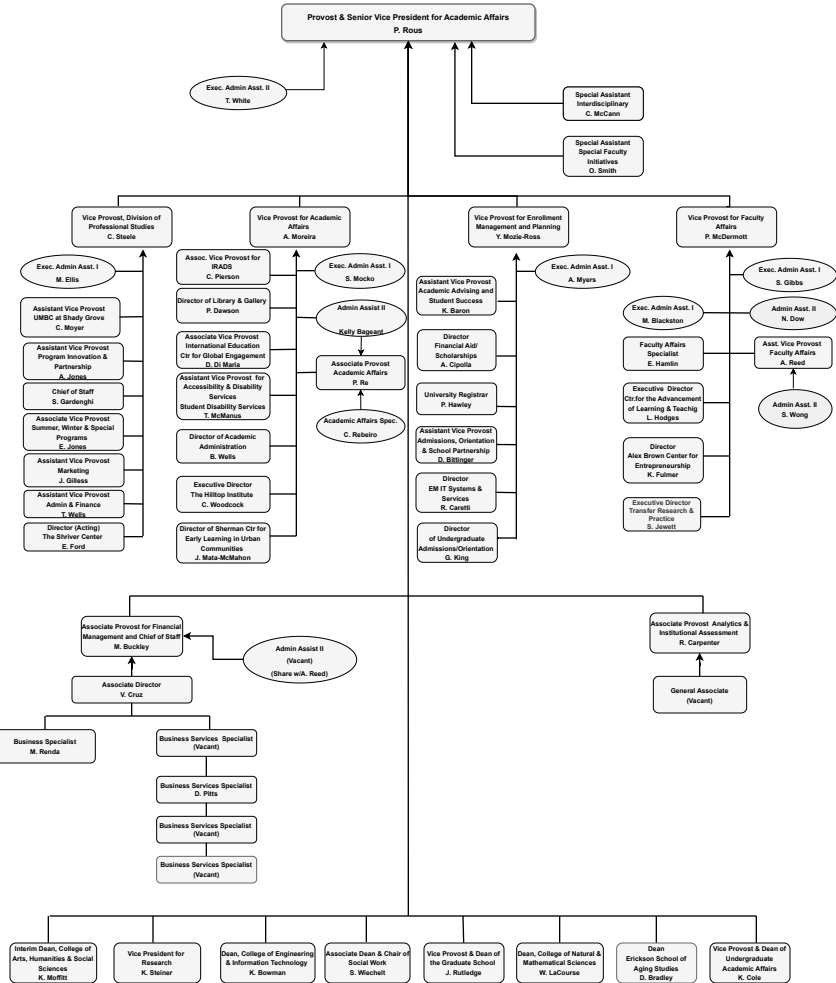 Provost & Senior Vice President for Academic Affairs
P. Rous
Exec. Admin Asst. II
T. White
Special Assistant
Interdisciplinary
C. McCann
Special Assistant
Special Faculty
Initiatives
O. Smith
Vice Provost, Division of
Professional Studies
C. Steele
Exec. Admin Asst. I
M. Ellis
Assistant Vice Provost
UMBC at Shady Grove
C. Moyer
Assistant Vice Provost
Program Innovation &
Partnership
A. Jones
Chief of Staff
S. Gardenghi
Associate Vice Provost
Summer, Winter & Special
Programs
E. Jones
Assistant Vice Provost
Marketing
J. Gilless
Assistant Vice Provost
Admin & Finance
T. Wells
Director (Acting)
The Shriver Center
E. Ford
Vice Provost for Academic
Affairs
A. Moreira
Assoc. Vice Provost for
IRADS
C. Pierson
Exec. Admin Asst. I
S. Mocko
Director of Library & Gallery
P. Dawson
Admin Assist II
Kelly Bageant
Associate Vice Provost
International Education
Ctr for Global Engagement
D. Di Maria
Associate Provost
Academic Affairs
P. Re
Assistant Vice Provost for
Accessibility & Disability
Services
Student Disability Services
T. McManus
Academic Affairs Spec.
C. Rebeiro
Director of Academic
Administration
B. Wells
Executive Director
The Hilltop Institute
C. Woodcock
Director of Sherman Ctr for
Early Learning in Urban
Communities
J. Mata-McMahon
Vice Provost for Enrollment
Management and Planning
Y. Mozie-Ross
Exec. Admin Asst. I
A. Myers
Assistant Vice Provost
Academic Advising and
Student Success
K. Baron
Director
Financial Aid/
Scholarships
A. Cipolla
University Registrar
P. Hawley
Assistant Vice Provost
Admissions, Orientation
& School Partnership
D. Bittinger
Director
EM IT Systems &
Services
R. Caretti
Director
of Undergraduate
Admissions/Orientation
G. King
Vice Provost for Faculty
Affairs
P. McDermott
Exec. Admin Asst. I
S. Gibbs
Exec. Admin Asst. I
M. Blackston
Admin Asst. II
N. Dow
Faculty Affairs
Specialist
E. Hamlin
Asst. Vice Provost
Faculty Affairs
A. Reed
Executive Director
Ctr.for the Advancement
of Learning & Teachig
L. Hodges
Admin Asst. II
S. Wong
Director
Alex Brown Center for
Entrepreneurship
K. Fulmer
Executive Director
Transfer Research &
Practice
S. Jewett
Associate Provost for Financial
Management and Chief of Staff
M. Buckley
Admin Assist II
(Vacant)
(Share w/A. Reed)
Associate Provost Analytics &
Institutional Assessment
R. Carpenter
Associate Director
V. Cruz
General Associate
(Vacant)
Business Specialist
M. Renda
Business Services Specialist
(Vacant)
Business Services Specialist
D. Pitts
Business Services Specialist
(Vacant)
Business Services Specialist
(Vacant)
Interim Dean, College of
Arts, Humanities & Social
Sciences
K. Moffitt
Vice President for
Research
K. Steiner
Dean, College of Engineering
& Information Technology
K. Bowman
Associate Dean & Chair of
Social Work
S. Wiechelt
Vice Provost & Dean of
the Graduate School
J. Rutledge
Dean, College of Natural &
Mathematical Sciences
W. LaCourse
Dean
Erickson School of
Aging Studies
D. Bradley
Vice Provost & Dean of
Undergraduate
Academic Affairs
K. Cole